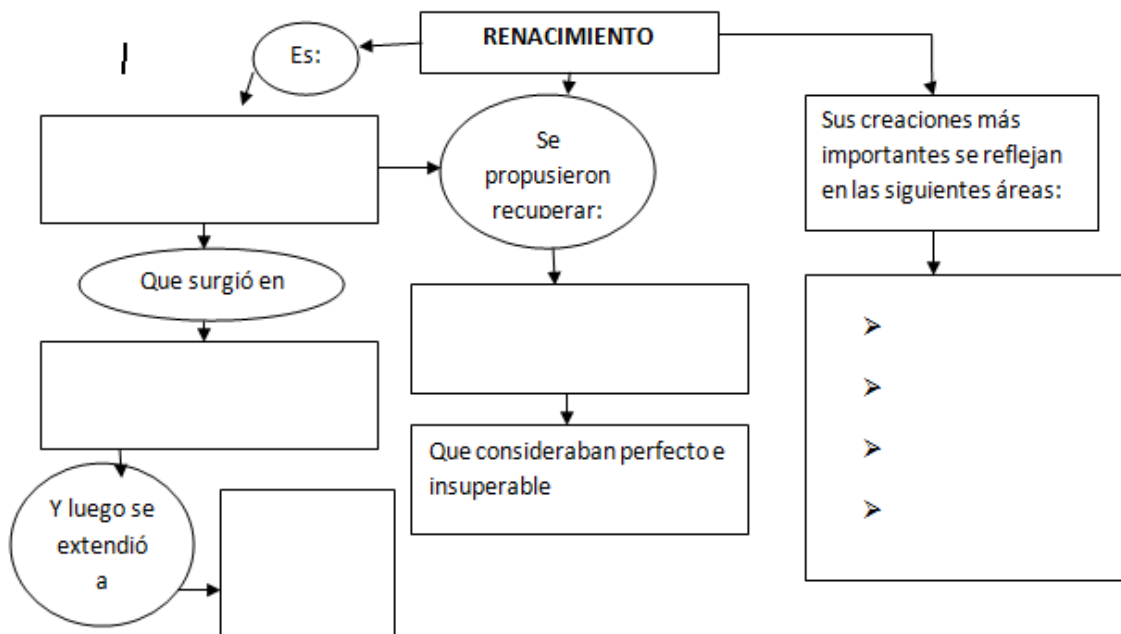 RENACIMIENTO
Es:
Se
propusieron
recuperar:
Sus creaciones más
importantes se reflejan
en las siguientes áreas:
Que surgió en
Que consideraban perfecto e
insuperable
Y luego se
extendió
a